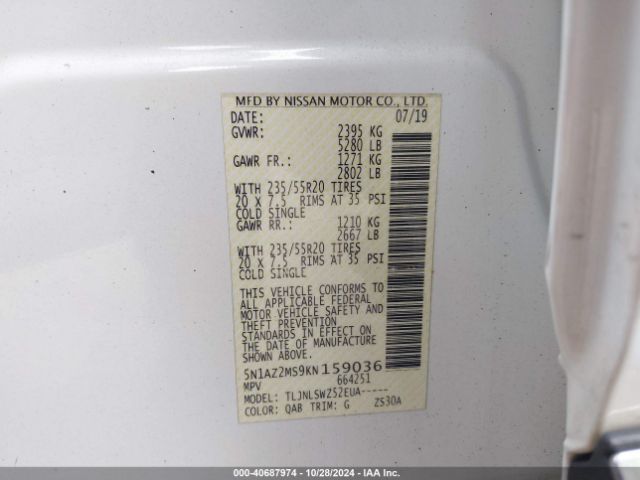 MFD BY NISSAN MOTOR CO., LTD.
DATE: 07/19
GVWR: 2395 KG
5280 LB
GAWR FR.: 1271 KG
2802 LB
WITH 235/55R20 TIRES
20 X 7.5 RIMS AT 35 PSI
COLD SINGLE
GAWR RR.: 1210 KG
2667 LB
WITH 235/55R20 TIRES
20 X 7.5 RIMS AT 35 PSI
COLD SINGLE
THIS VEHICLE CONFORMS TO
ALL APPLICABLE FEDERAL
MOTOR VEHICLE SAFETY AND
THEFT PREVENTION
STANDARDS IN EFFECT ON
THE DATE OF MANUFACTURE
SHOWN ABOVE.
5N1AZ2MS9KN159036
MPV 664251
MODEL: TLJNLSWZ52EUA-----
COLOR: QAB TRIM: G ZS30A
000-40687974 | 10/28/2024 | IAA Inc.